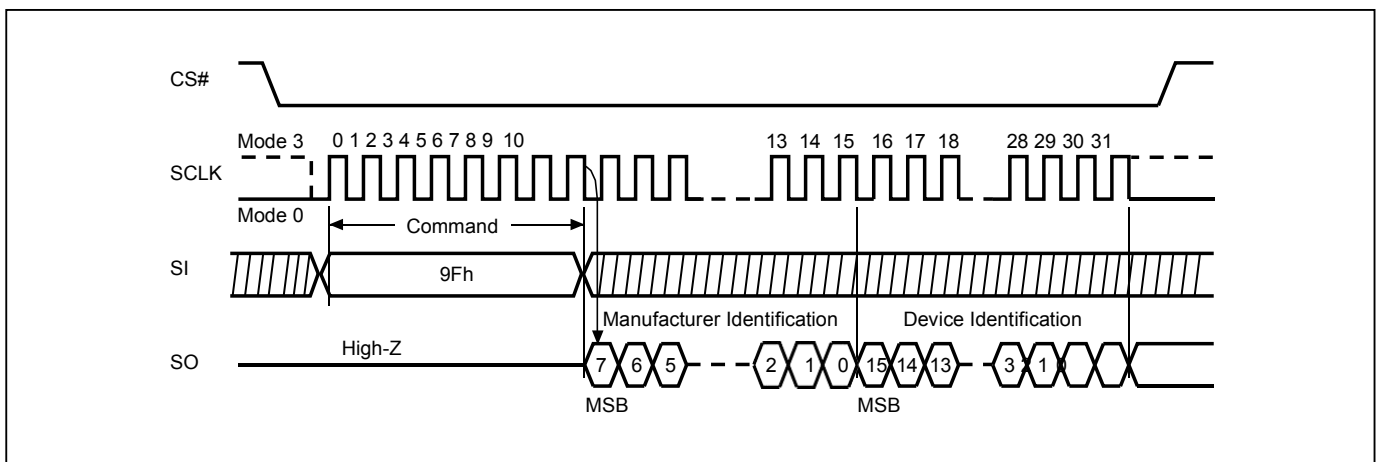 CS#
Mode 3 0 1 2 3 4 5 6 7 8 9 10 13 14 15 16 17 18 28 29 30 31
SCLK
Mode 0
Command
SI 9Fh
Manufacturer Identification Device Identification
High-Z
SO 7 6 5 2 1 0 15 14 13 3 2 1 0
MSB MSB